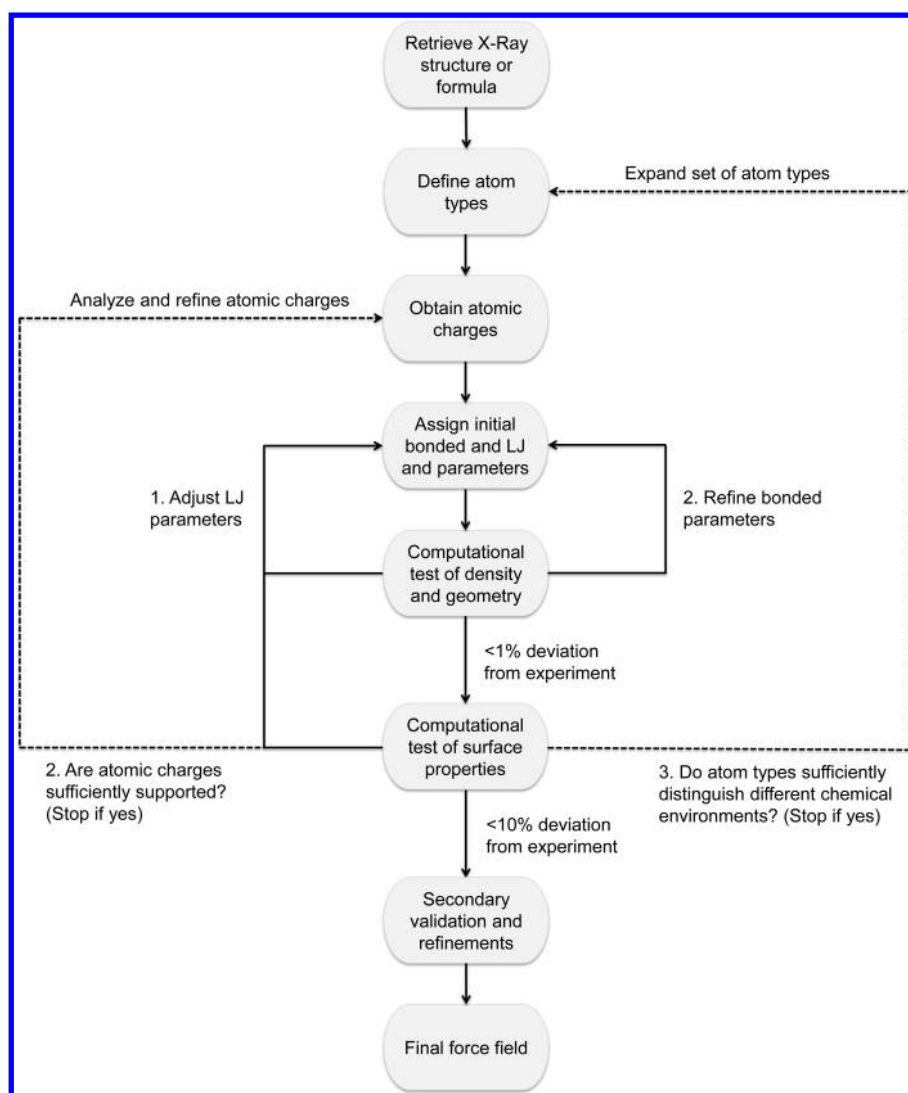 Retrieve X-Ray
structure or
formula
Define atom
types
Expand set of atom types
Analyze and refine atomic charges
Obtain atomic
charges
Assign initial
bonded and LJ
and parameters
1. Adjust LJ
parameters
2. Refine bonded
parameters
Computational
test of density
and geometry
<1% deviation
from experiment
Computational
test of surface
properties
2. Are atomic charges
sufficiently supported?
(Stop if yes)
3. Do atom types sufficiently
distinguish different chemical
environments? (Stop if yes)
<10% deviation
from experiment
Secondary
validation and
refinements
Final force field